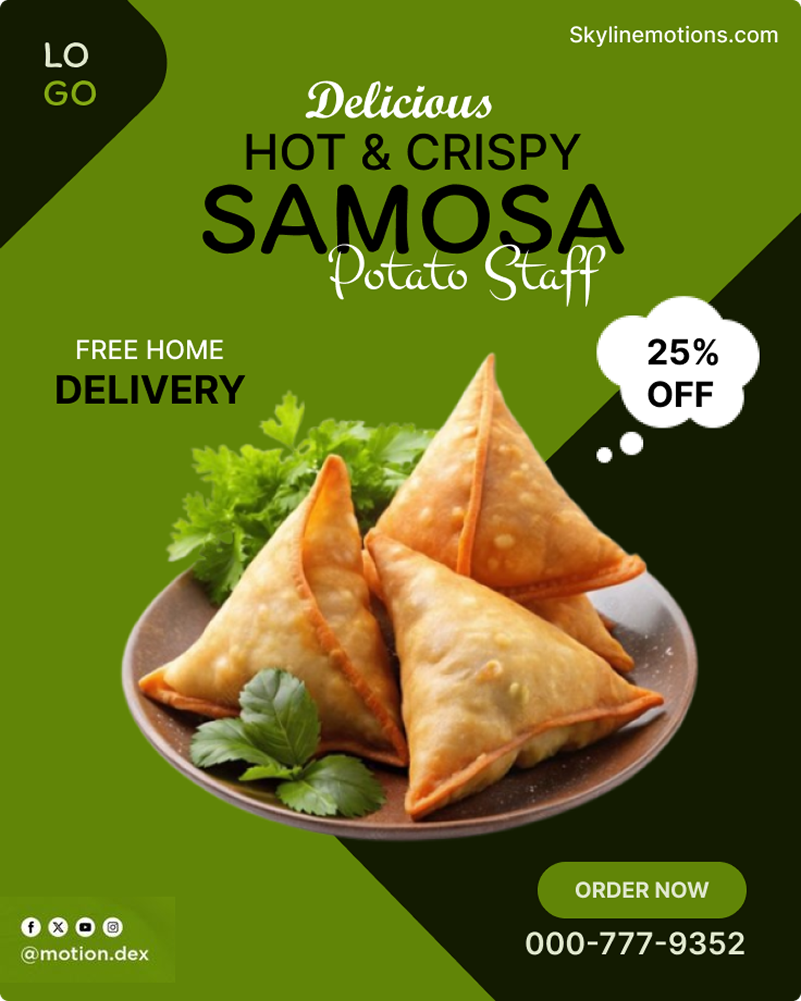 LO
GO
Skylinemotions.com
Delicious
HOT & CRISPY
SAMOSA
Potato Staff
FREE HOME
DELIVERY
25%
OFF
ORDER NOW
000-777-9352
@motion.dex